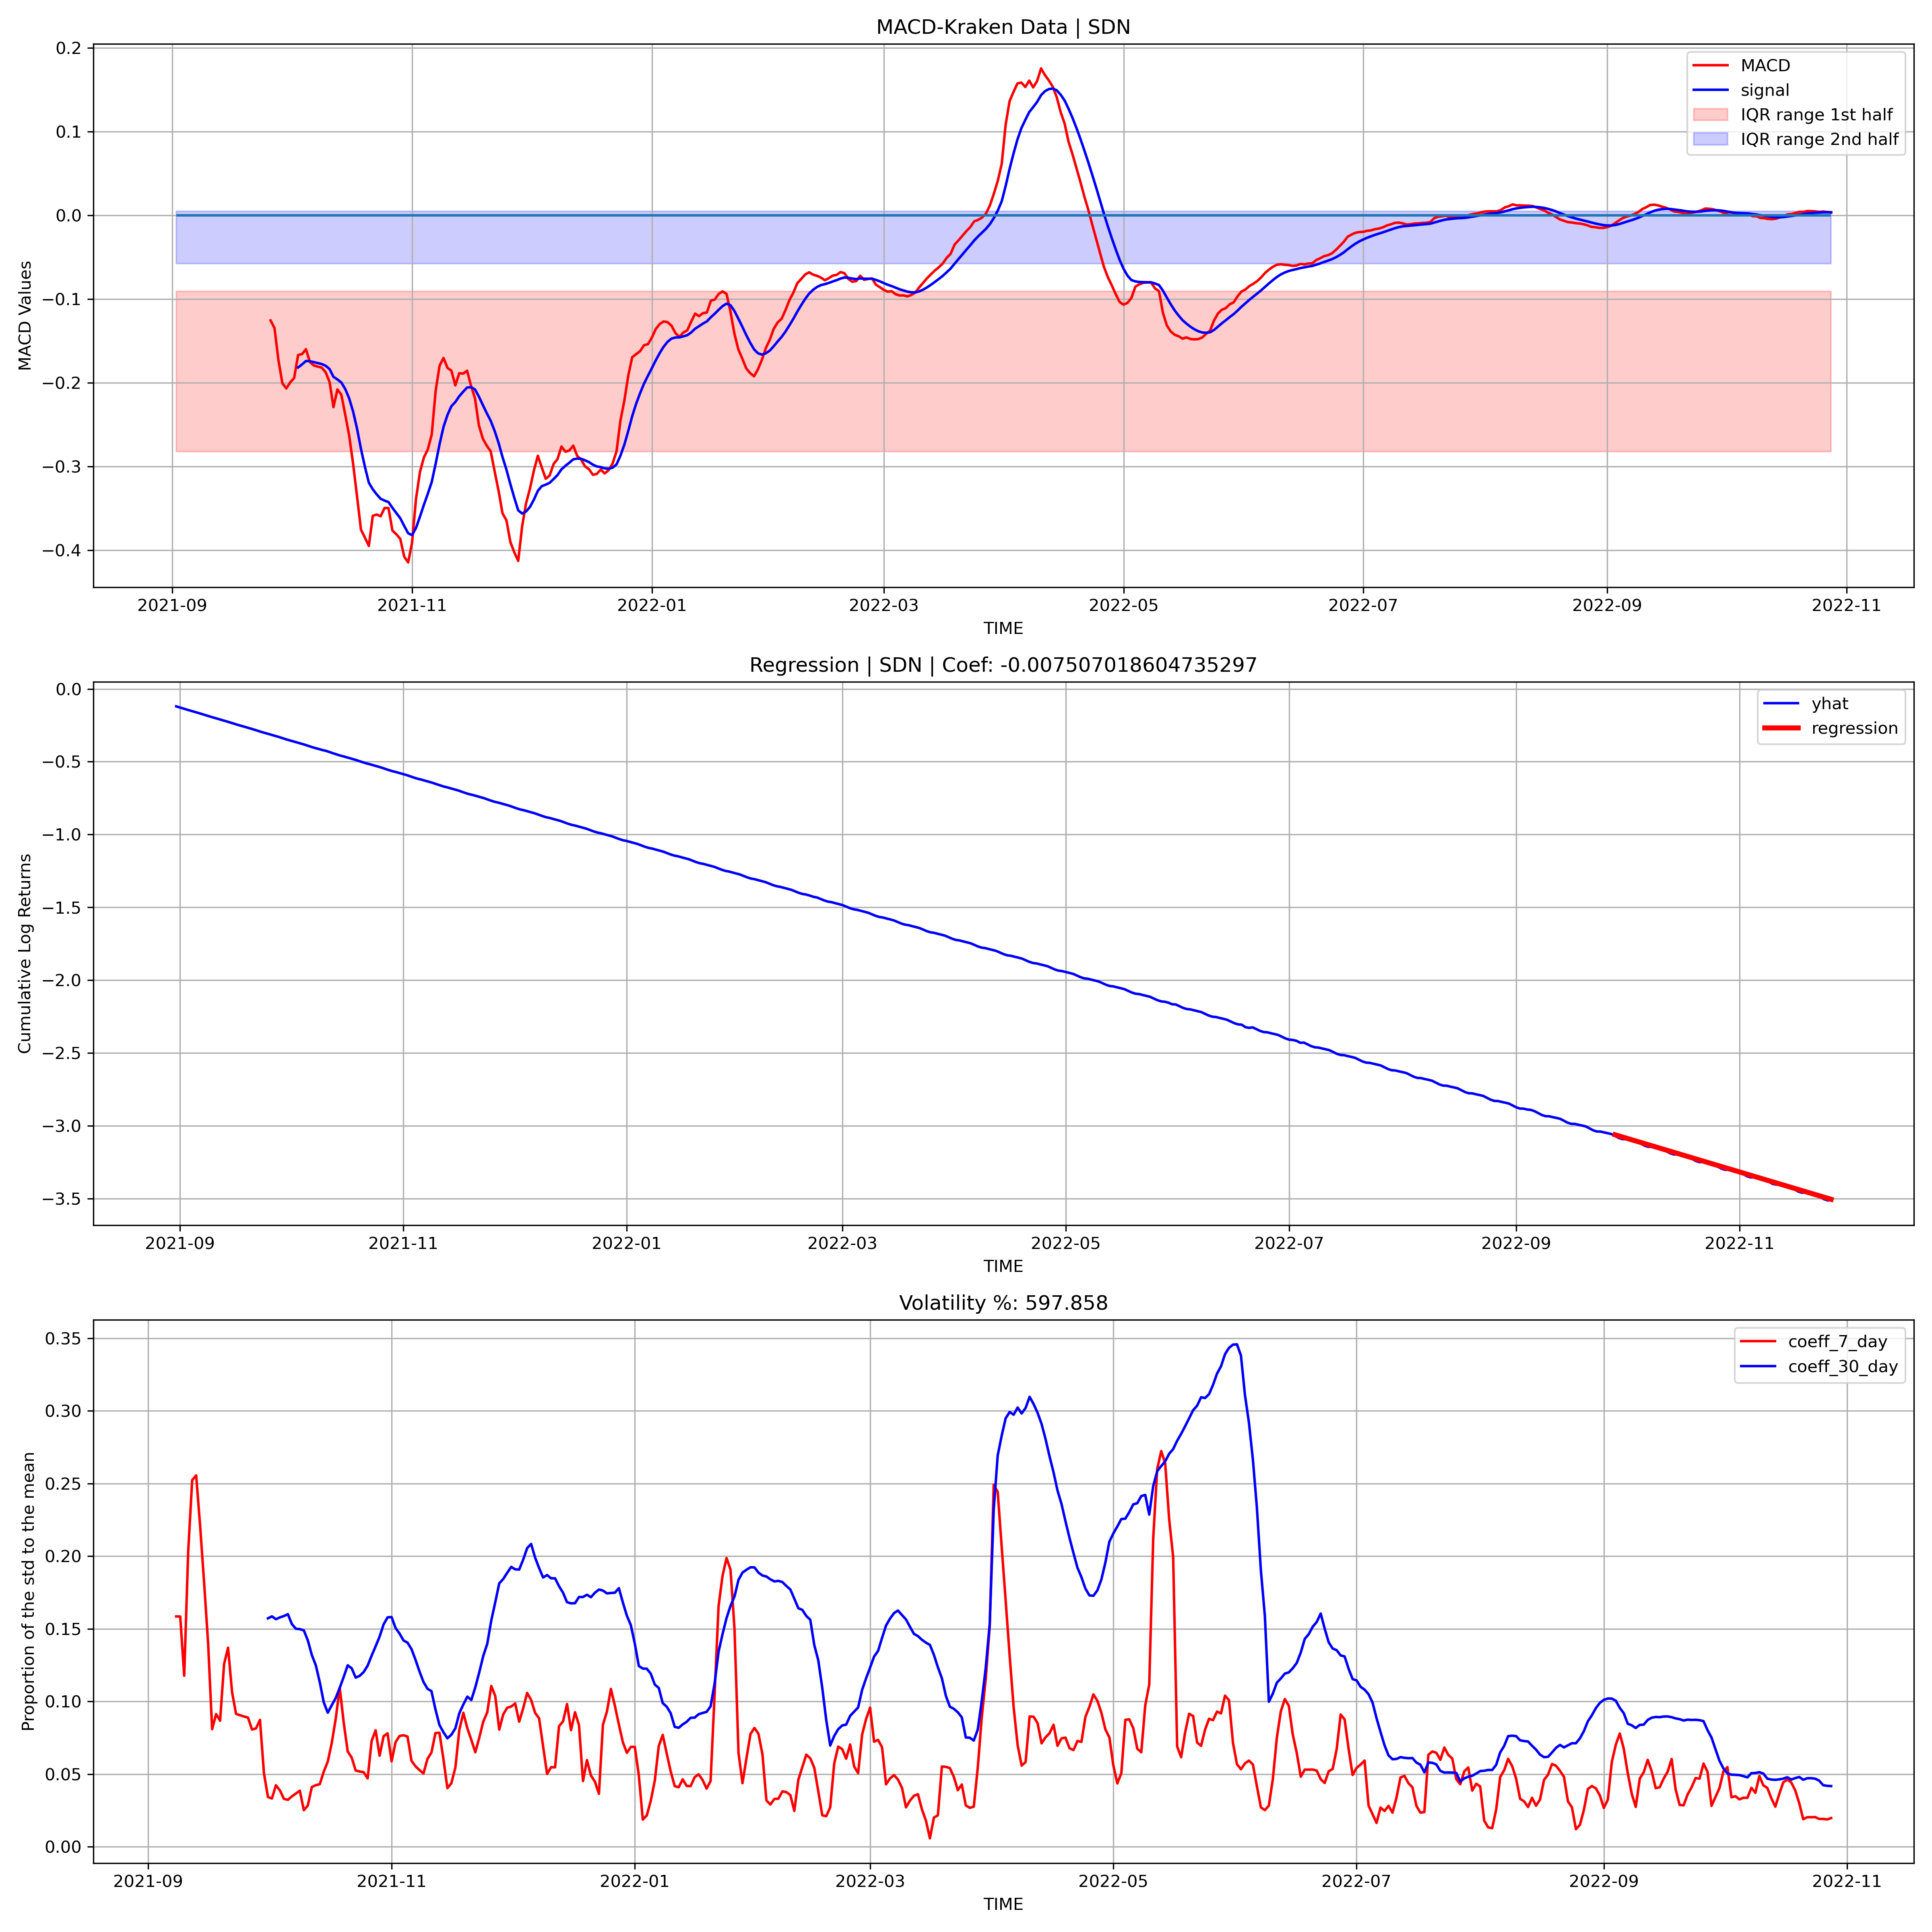 MACD-Kraken Data | SDN
MACD
signal
IQR range 1st half
IQR range 2nd half
0.2
0.1
0.0
−0.1
−0.2
−0.3
−0.4
MACD Values
2021-09 2021-11 2022-01 2022-03 2022-05 2022-07 2022-09 2022-11
TIME
Regression | SDN | Coef: -0.007507018604735297
yhat
regression
0.0
−0.5
−1.0
−1.5
−2.0
−2.5
−3.0
−3.5
Cumulative Log Returns
2021-09 2021-11 2022-01 2022-03 2022-05 2022-07 2022-09 2022-11
TIME
Volatility %: 597.858
coeff_7_day
coeff_30_day
0.35
0.30
0.25
0.20
0.15
0.10
0.05
0.00
Proportion of the std to the mean
2021-09 2021-11 2022-01 2022-03 2022-05 2022-07 2022-09 2022-11
TIME